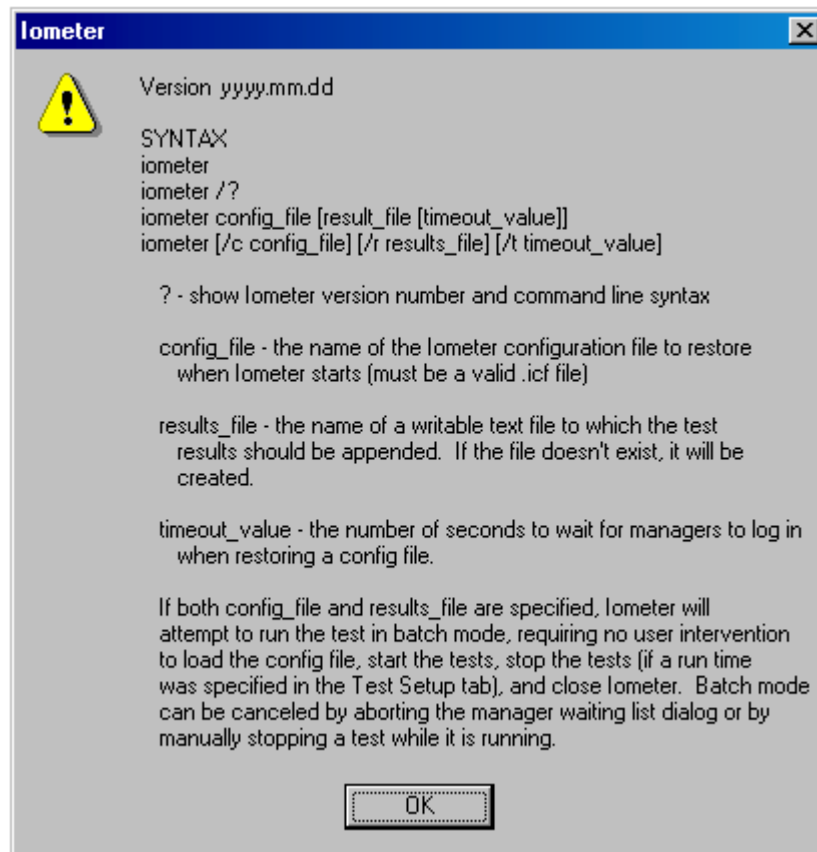 Iometer
Version yyyy.mm.dd
SYNTAX
iometer
iometer /?
iometer config_file [result_file [timeout_value]]
iometer [/c config_file] [/r results_file] [/t timeout_value]
? - show Iometer version number and command line syntax
config_file - the name of the Iometer configuration file to restore
when Iometer starts (must be a valid .icf file)
results_file - the name of a writable text file to which the test
results should be appended.  If the file doesn't exist, it will be
created.
timeout_value - the number of seconds to wait for managers to log in
when restoring a config file.
If both config_file and results_file are specified, Iometer will
attempt to run the test in batch mode, requiring no user intervention
to load the config file, start the tests, stop the tests (if a run time
was specified in the Test Setup tab), and close Iometer.  Batch mode
can be canceled by aborting the manager waiting list dialog or by
manually stopping a test while it is running.
OK